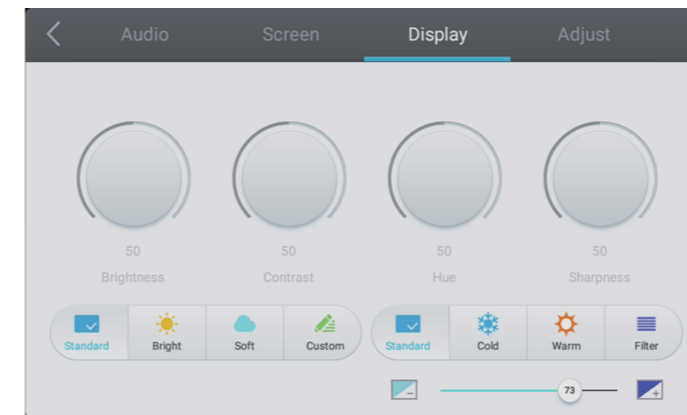 Audio Screen Display Adjust
50 50 50 50
Brightness Contrast Hue Sharpness
Standard Bright Soft Custom Standard Cold Warm Filter
73